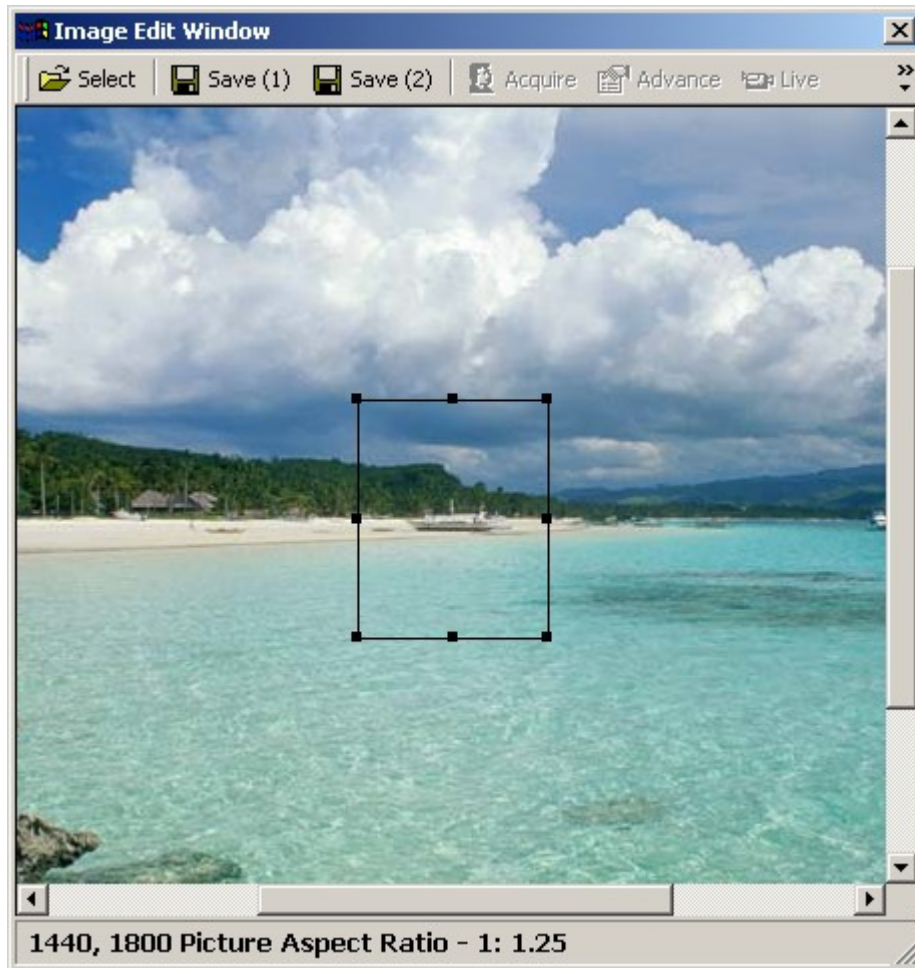 Image Edit Window
Select Save (1) Save (2) Acquire Advance Live
1440, 1800 Picture Aspect Ratio - 1: 1.25